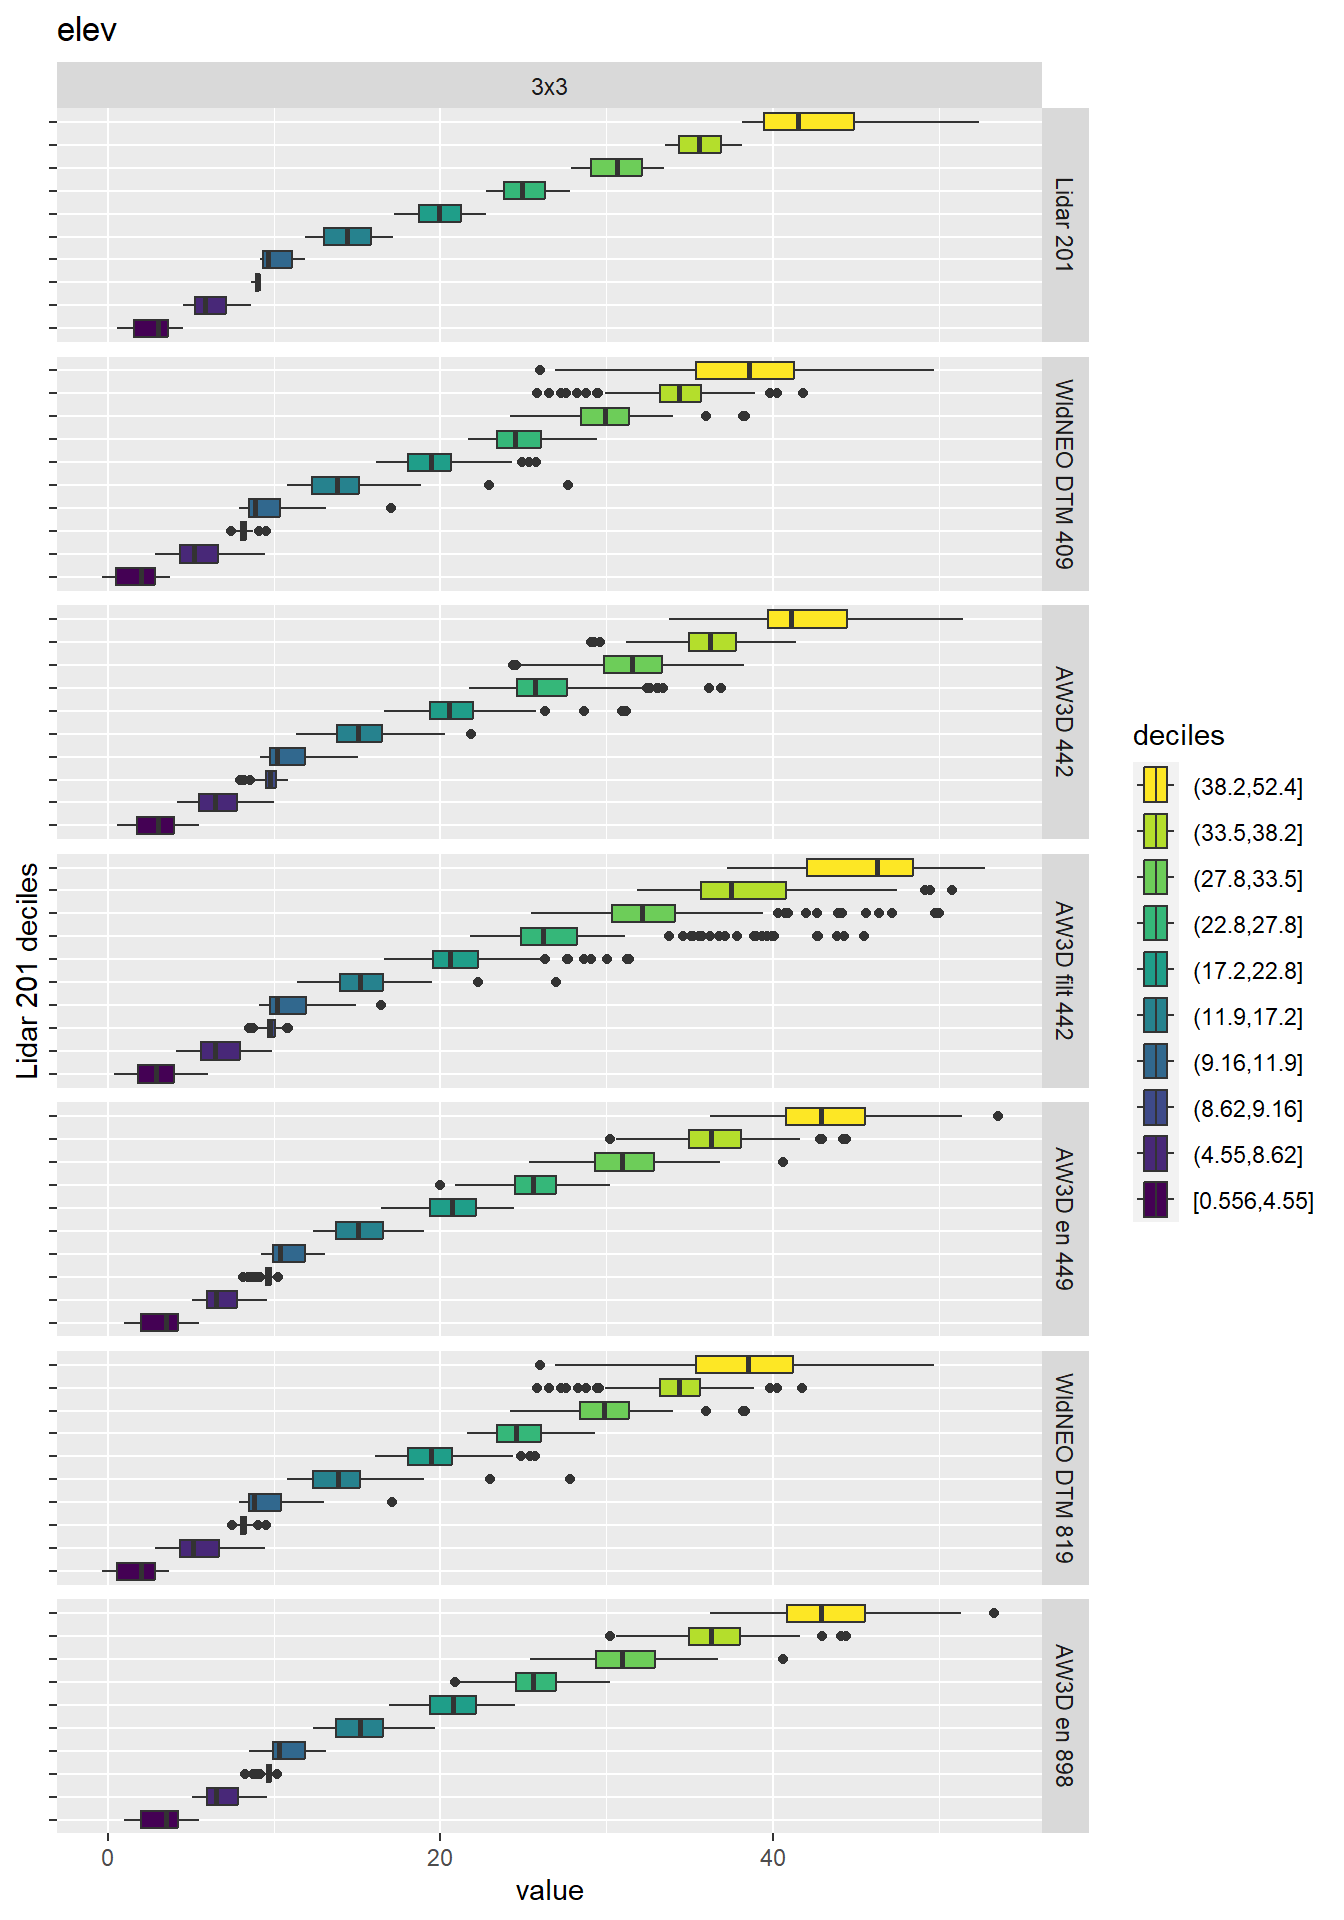 elev
3x3
Lidar 201
WldNEO DTM 409
AW3D 442
AW3D filt 442
AW3D en 449
WldNEO DTM 819
AW3D en 898
Lidar 201 deciles
0
20
40
value
deciles
(38.2,52.4]
(33.5,38.2]
(27.8,33.5]
(22.8,27.8]
(17.2,22.8]
(11.9,17.2]
(9.16,11.9]
(8.62,9.16]
(4.55,8.62]
[0.556,4.55]